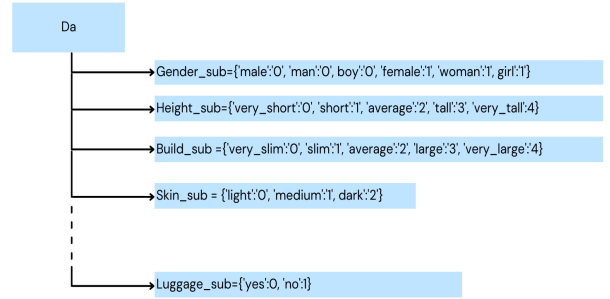 Da
Gender_sub={'male':'0', 'man':'0', boy':'0', 'female':'1', 'woman':'1', girl':'1'}
Height_sub={'very_short':'0', 'short':'1', 'average':'2', 'tall':'3', 'very_tall':4}
Build_sub ={'very_slim':'0', 'slim':'1', 'average':'2', 'large':'3', 'very_large':'4}
Skin_sub = {'light':'0', 'medium':'1', dark':'2'}
Luggage_sub={'yes':0, 'no':1}